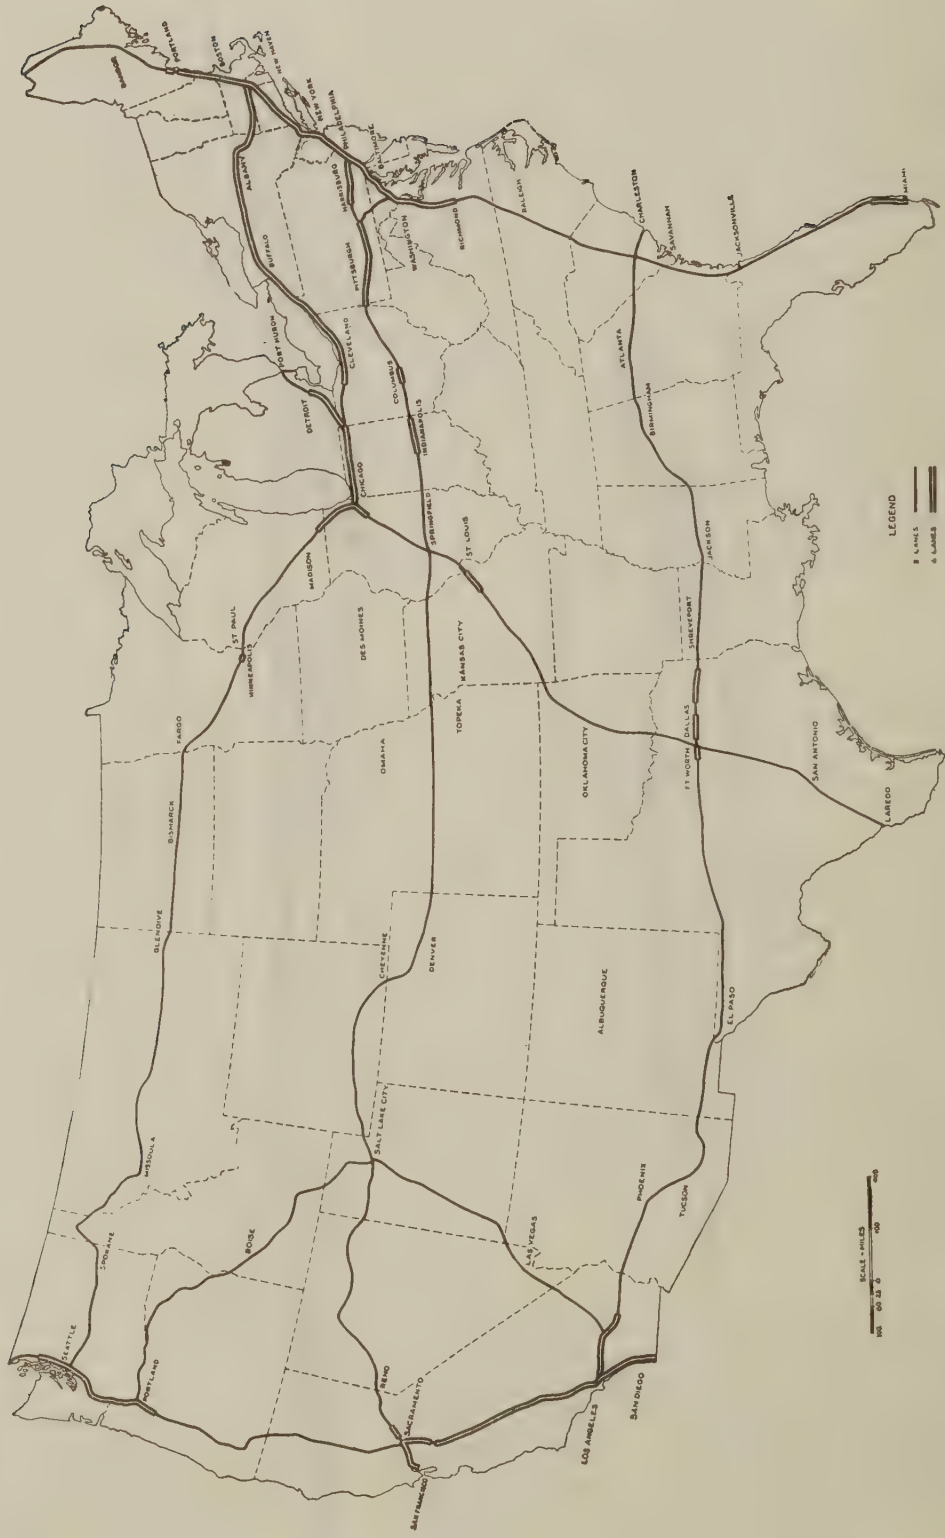 SEATTLE
SPOKANE
MISSOULA
GLENDIVE
BISMARCK
FARGO
MINNEAPOLIS
ST PAUL
MADISON
CHICAGO
DETROIT
PORT HURON
CLEVELAND
BUFFALO
ALBANY
BANGOR
PORTLAND
BOSTON
NEW HAVEN
NEW YORK
PHILADELPHIA
HARRISBURG
BALTIMORE
PITTSBURGH
WASHINGTON
RICHMOND
RALEIGH
COLUMBUS
INDIANAPOLIS
SPRINGFIELD
ST LOUIS
DES MOINES
KANSAS CITY
TOPEKA
OMAHA
CHEYENNE
DENVER
SALT LAKE CITY
BOISE
PORTLAND
RENO
SACRAMENTO
SAN FRANCISCO
LAS VEGAS
LOS ANGELES
SAN DIEGO
PHOENIX
TUCSON
ALBUQUERQUE
EL PASO
OKLAHOMA CITY
FT WORTH
DALLAS
SHREVEPORT
JACKSON
BIRMINGHAM
ATLANTA
CHARLESTON
SAVANNAH
JACKSONVILLE
MIAMI
SAN ANTONIO
LAREDO
SCALE - MILES
LEGEND
LANES
LANES